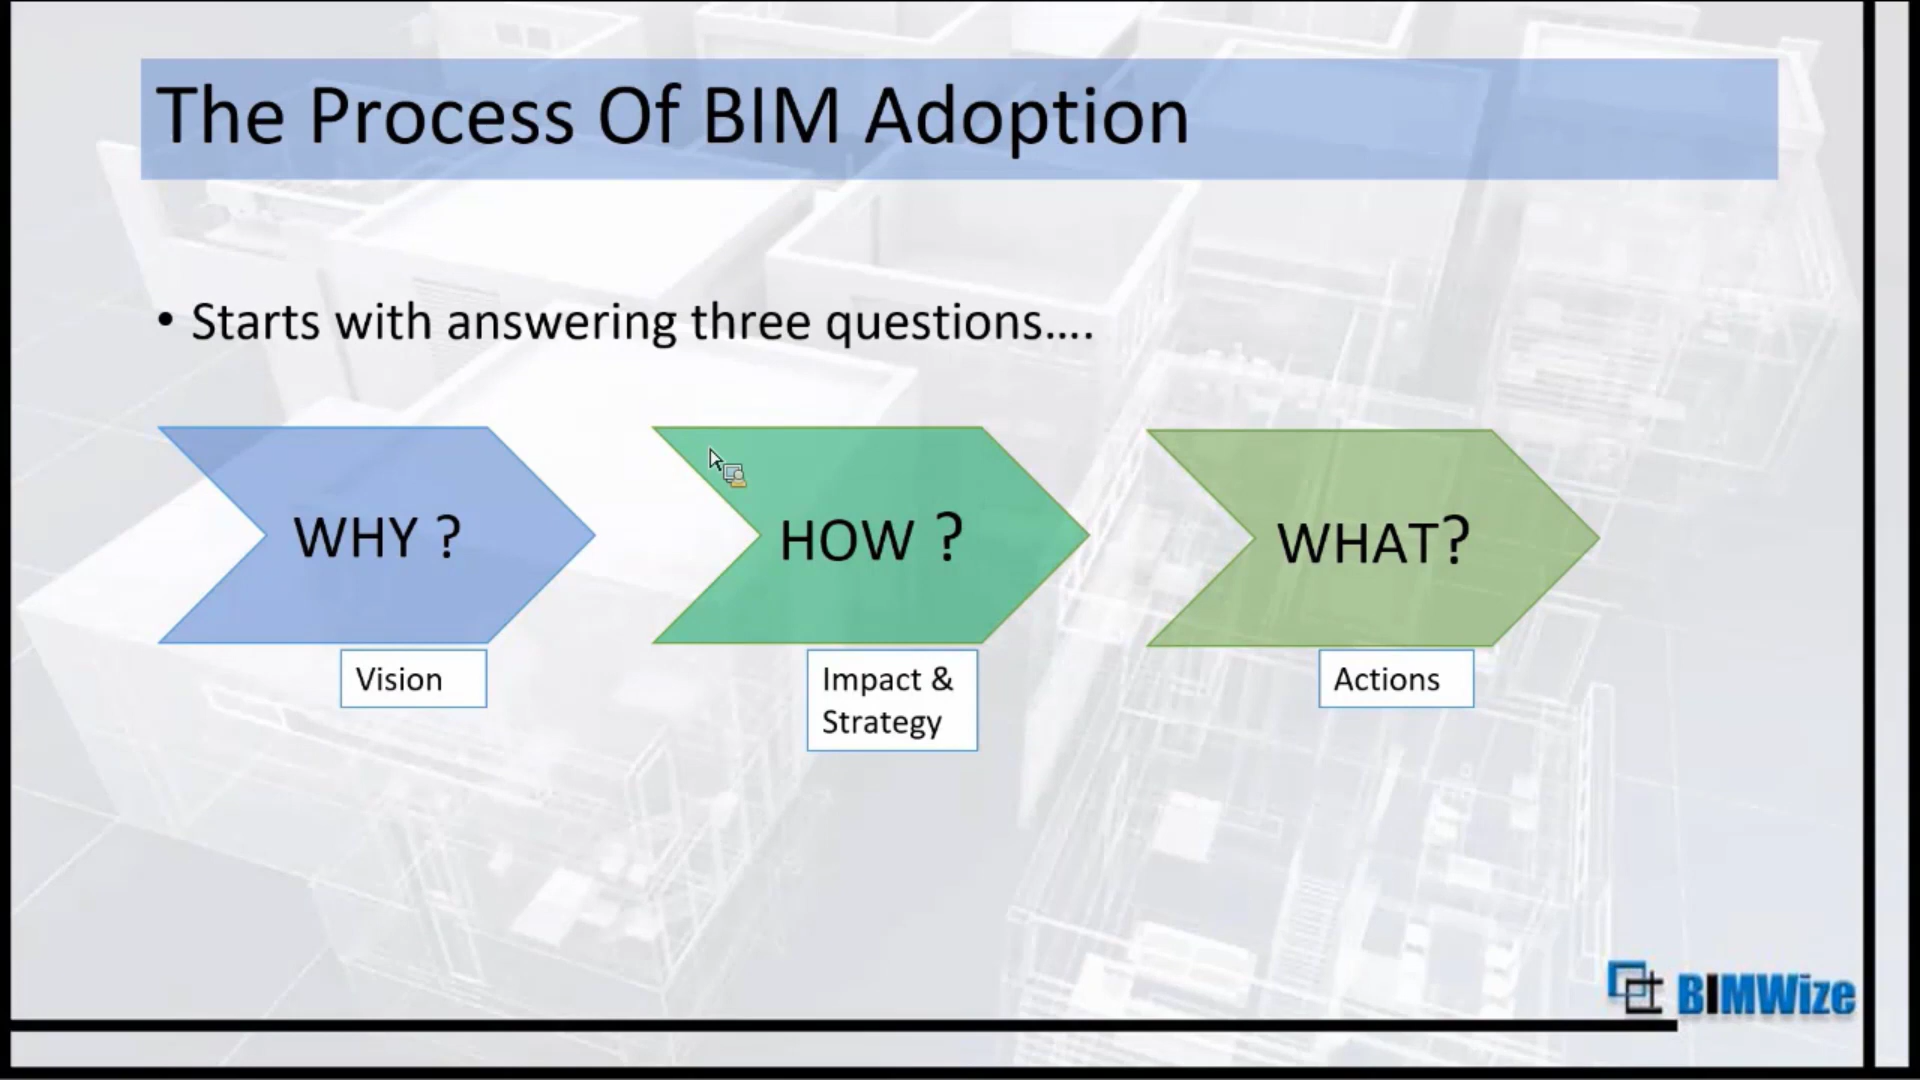 The Process Of BIM Adoption
• Starts with answering three questions....
WHY ?
HOW ?
WHAT?
Vision
Impact &
Strategy
Actions
BIMWize